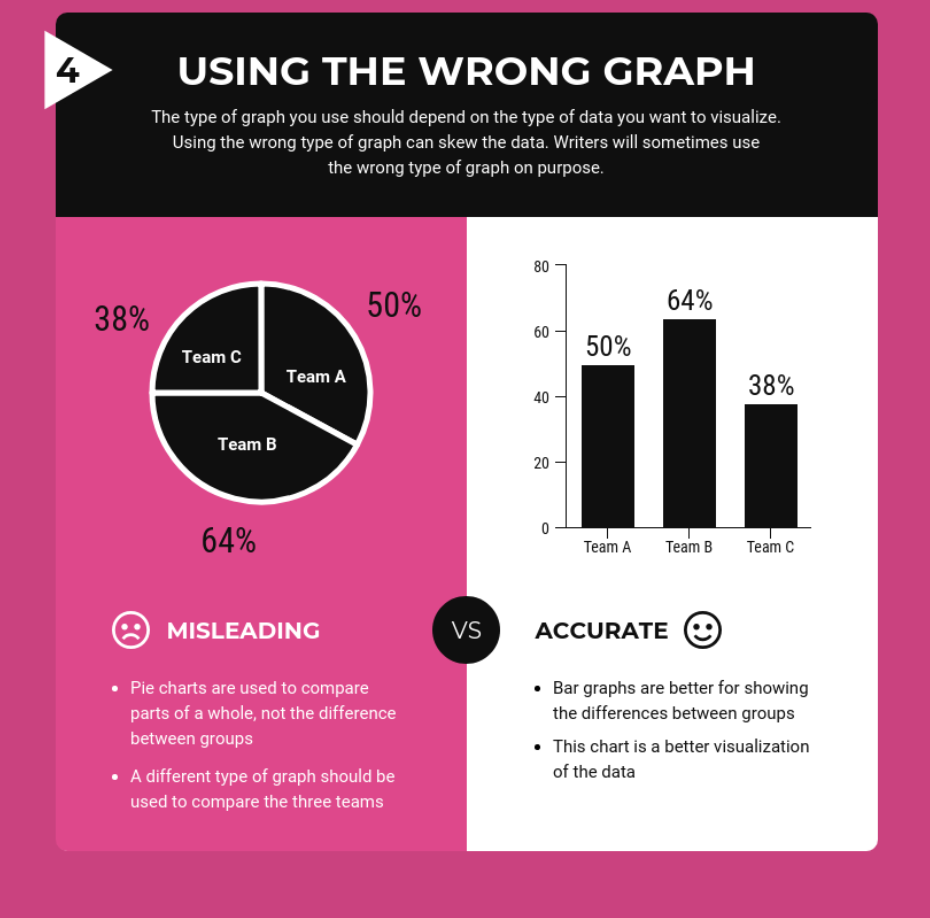 4
USING THE WRONG GRAPH
The type of graph you use should depend on the type of data you want to visualize.
Using the wrong type of graph can skew the data. Writers will sometimes use
the wrong type of graph on purpose.
38%
50%
Team C
Team A
Team B
64%
MISLEADING
• Pie charts are used to compare
parts of a whole, not the difference
between groups
• A different type of graph should be
used to compare the three teams
VS
80
60
40
20
0
50%
64%
38%
Team A
Team B
Team C
ACCURATE
• Bar graphs are better for showing
the differences between groups
• This chart is a better visualization
of the data